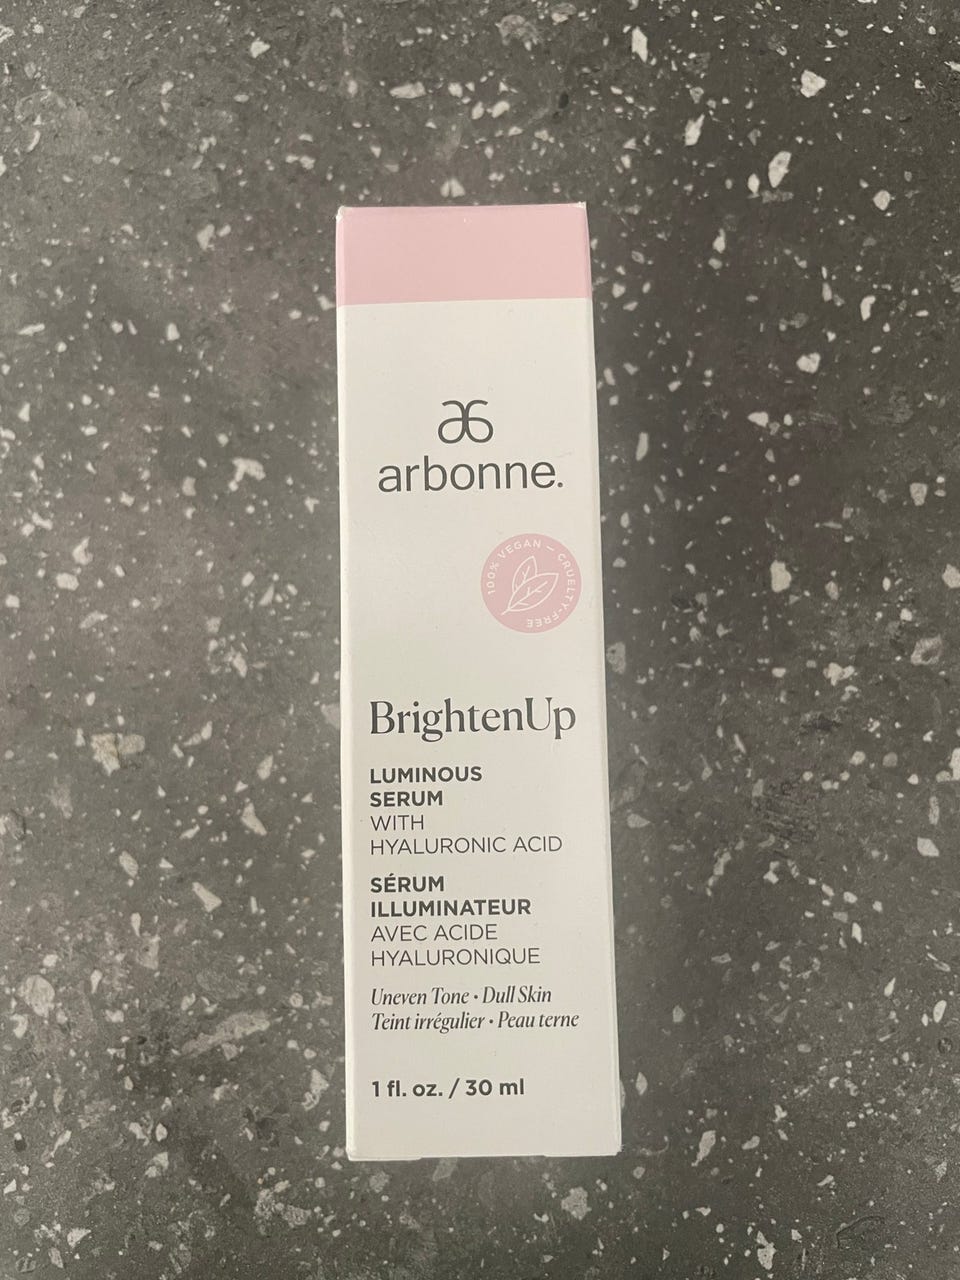 arbonne.
100% VEGAN — CRUELTY-FREE
BrightenUp
LUMINOUS
SERUM
WITH
HYALURONIC ACID
SÉRUM
ILLUMINATEUR
AVEC ACIDE
HYALURONIQUE
Uneven Tone • Dull Skin
Teint irrégulier • Peau terne
1 fl. oz. / 30 ml